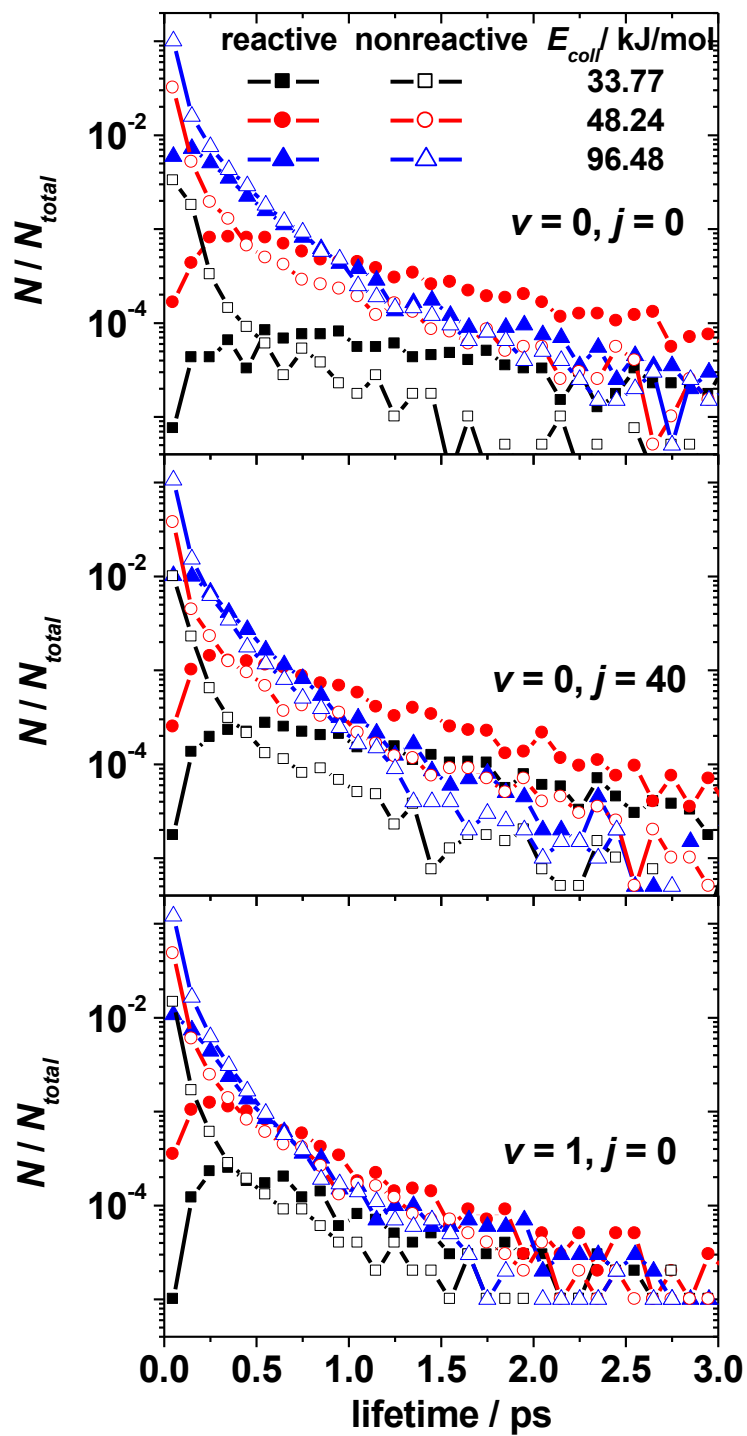 reactive nonreactive E_coll / kJ/mol
33.77
48.24
96.48
10^-2
10^-4
N / N_total
v = 0, j = 0
10^-2
10^-4
N / N_total
v = 0, j = 40
10^-2
10^-4
N / N_total
v = 1, j = 0
0.0 0.5 1.0 1.5 2.0 2.5 3.0
lifetime / ps